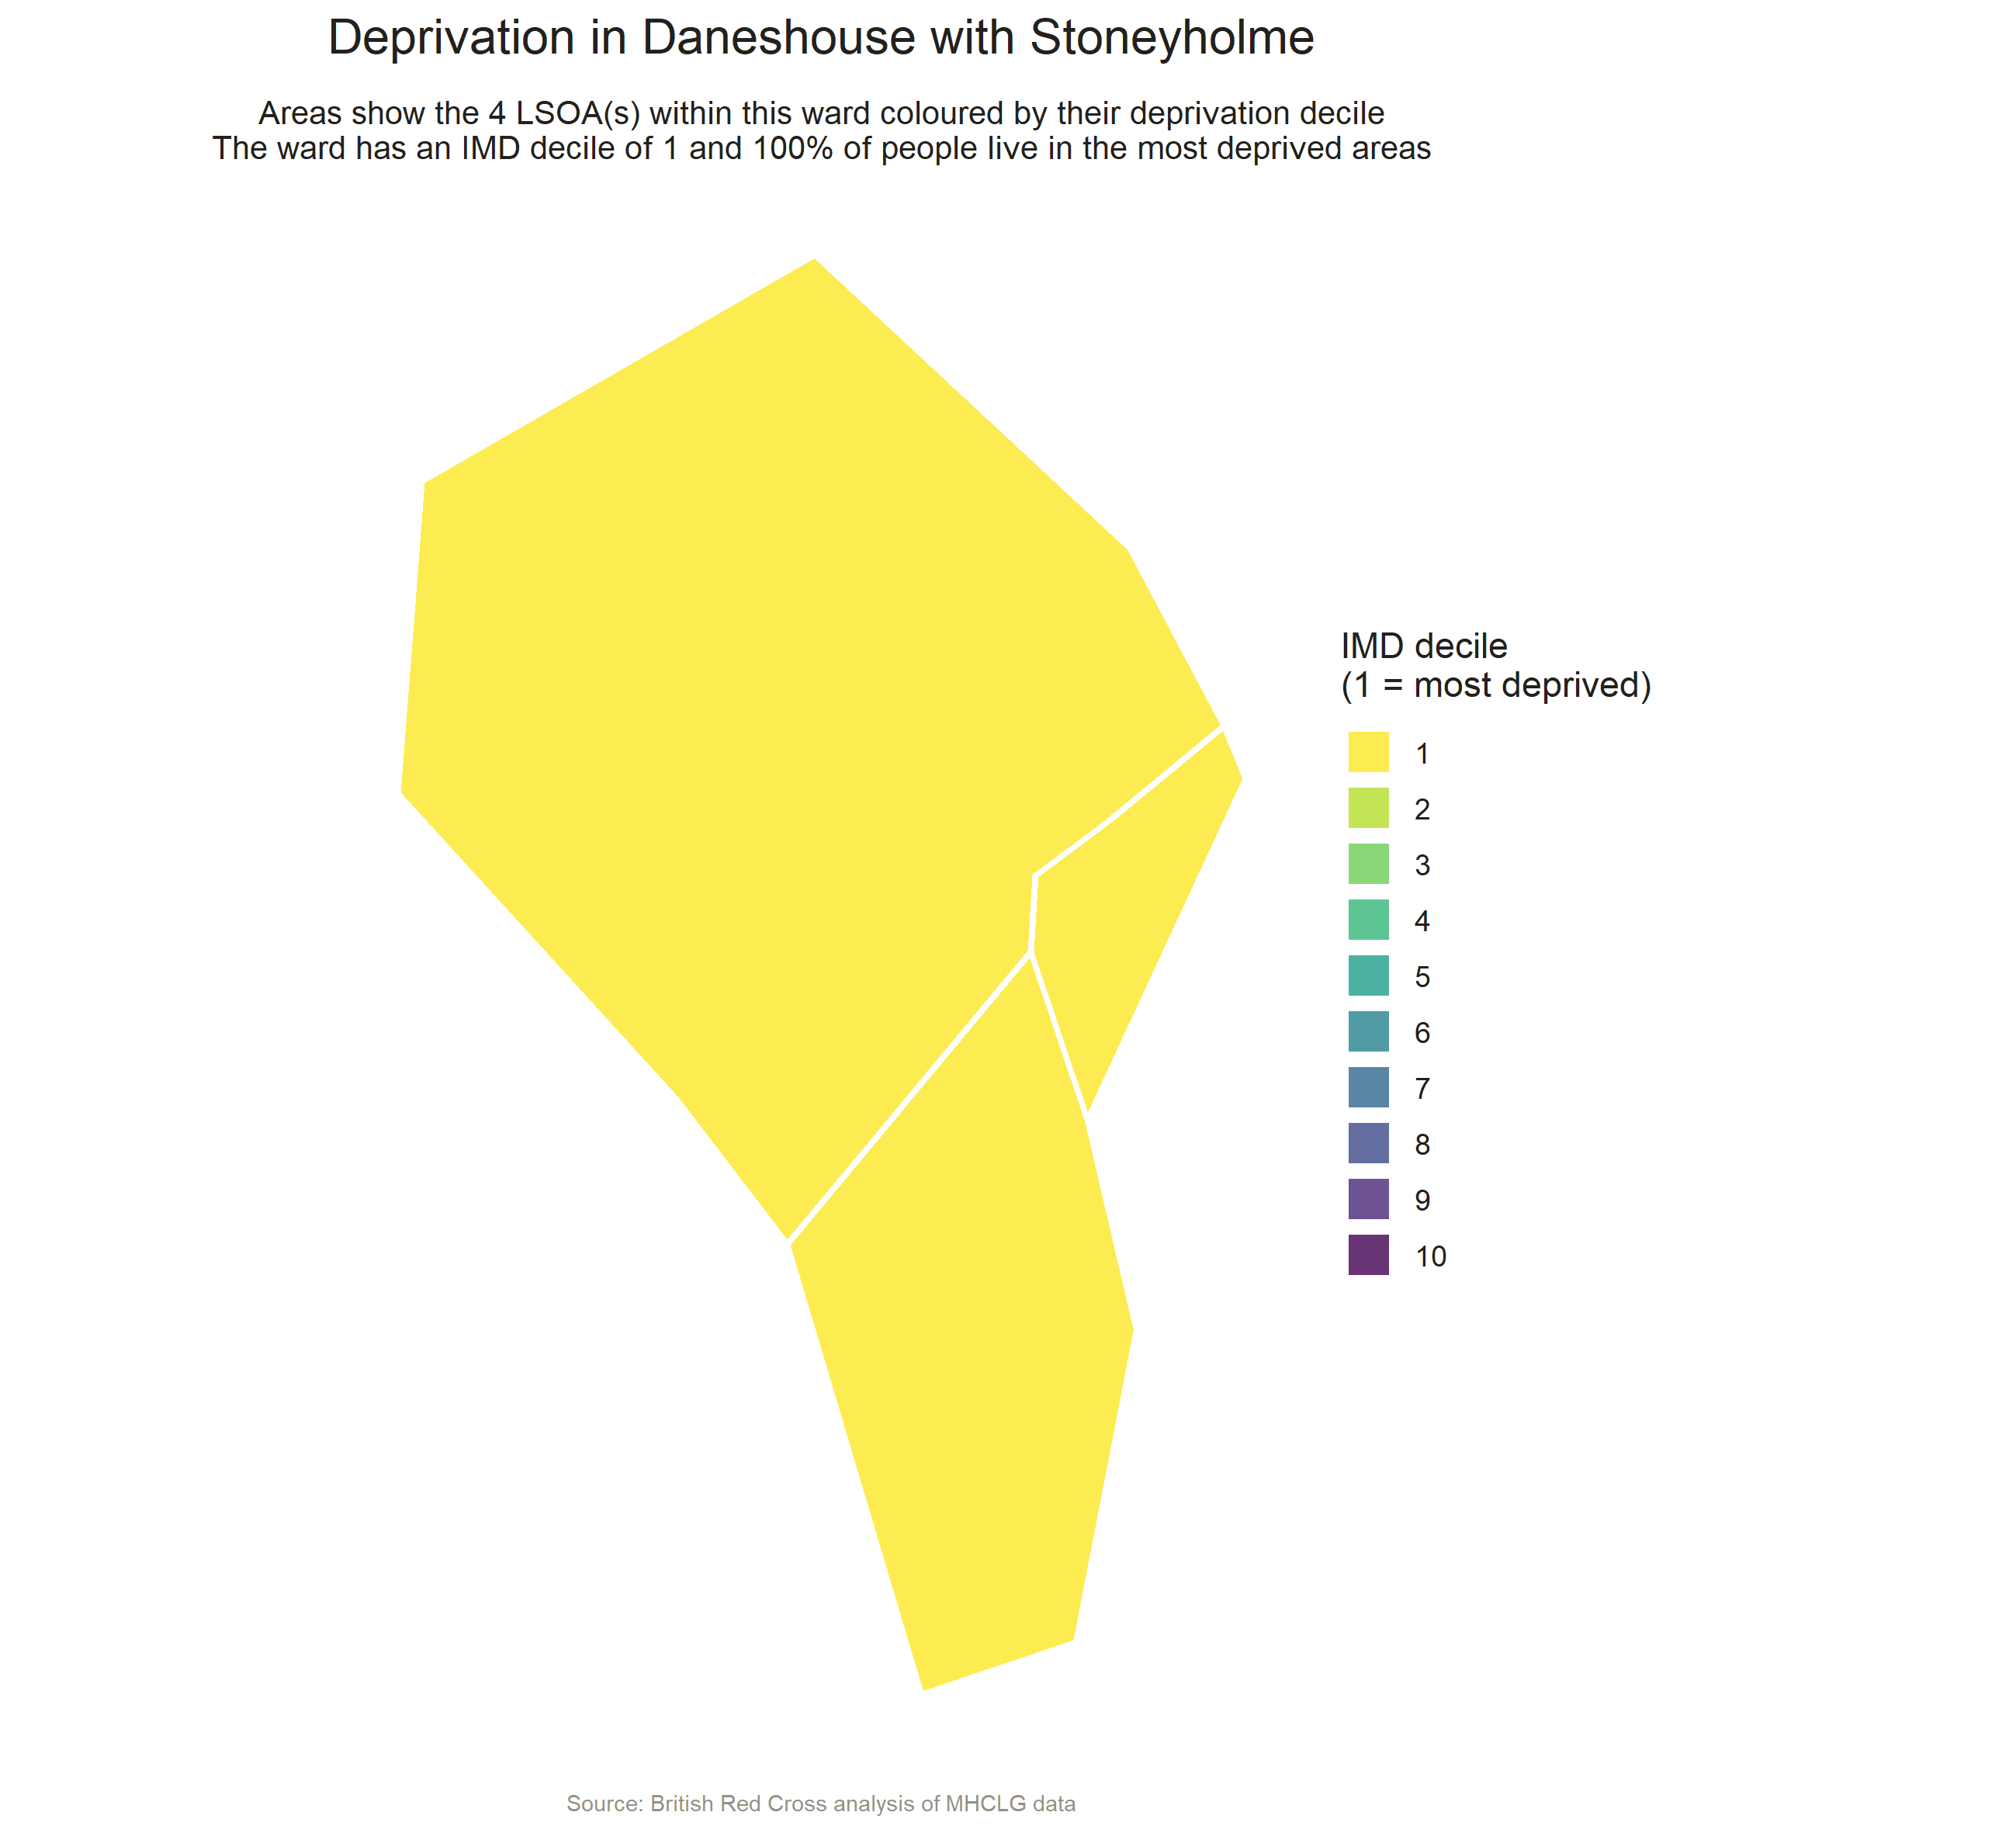 Deprivation in Daneshouse with Stoneyholme
Areas show the 4 LSOA(s) within this ward coloured by their deprivation decile
The ward has an IMD decile of 1 and 100% of people live in the most deprived areas
IMD decile
(1 = most deprived)
1
2
3
4
5
6
7
8
9
10
Source: British Red Cross analysis of MHCLG data